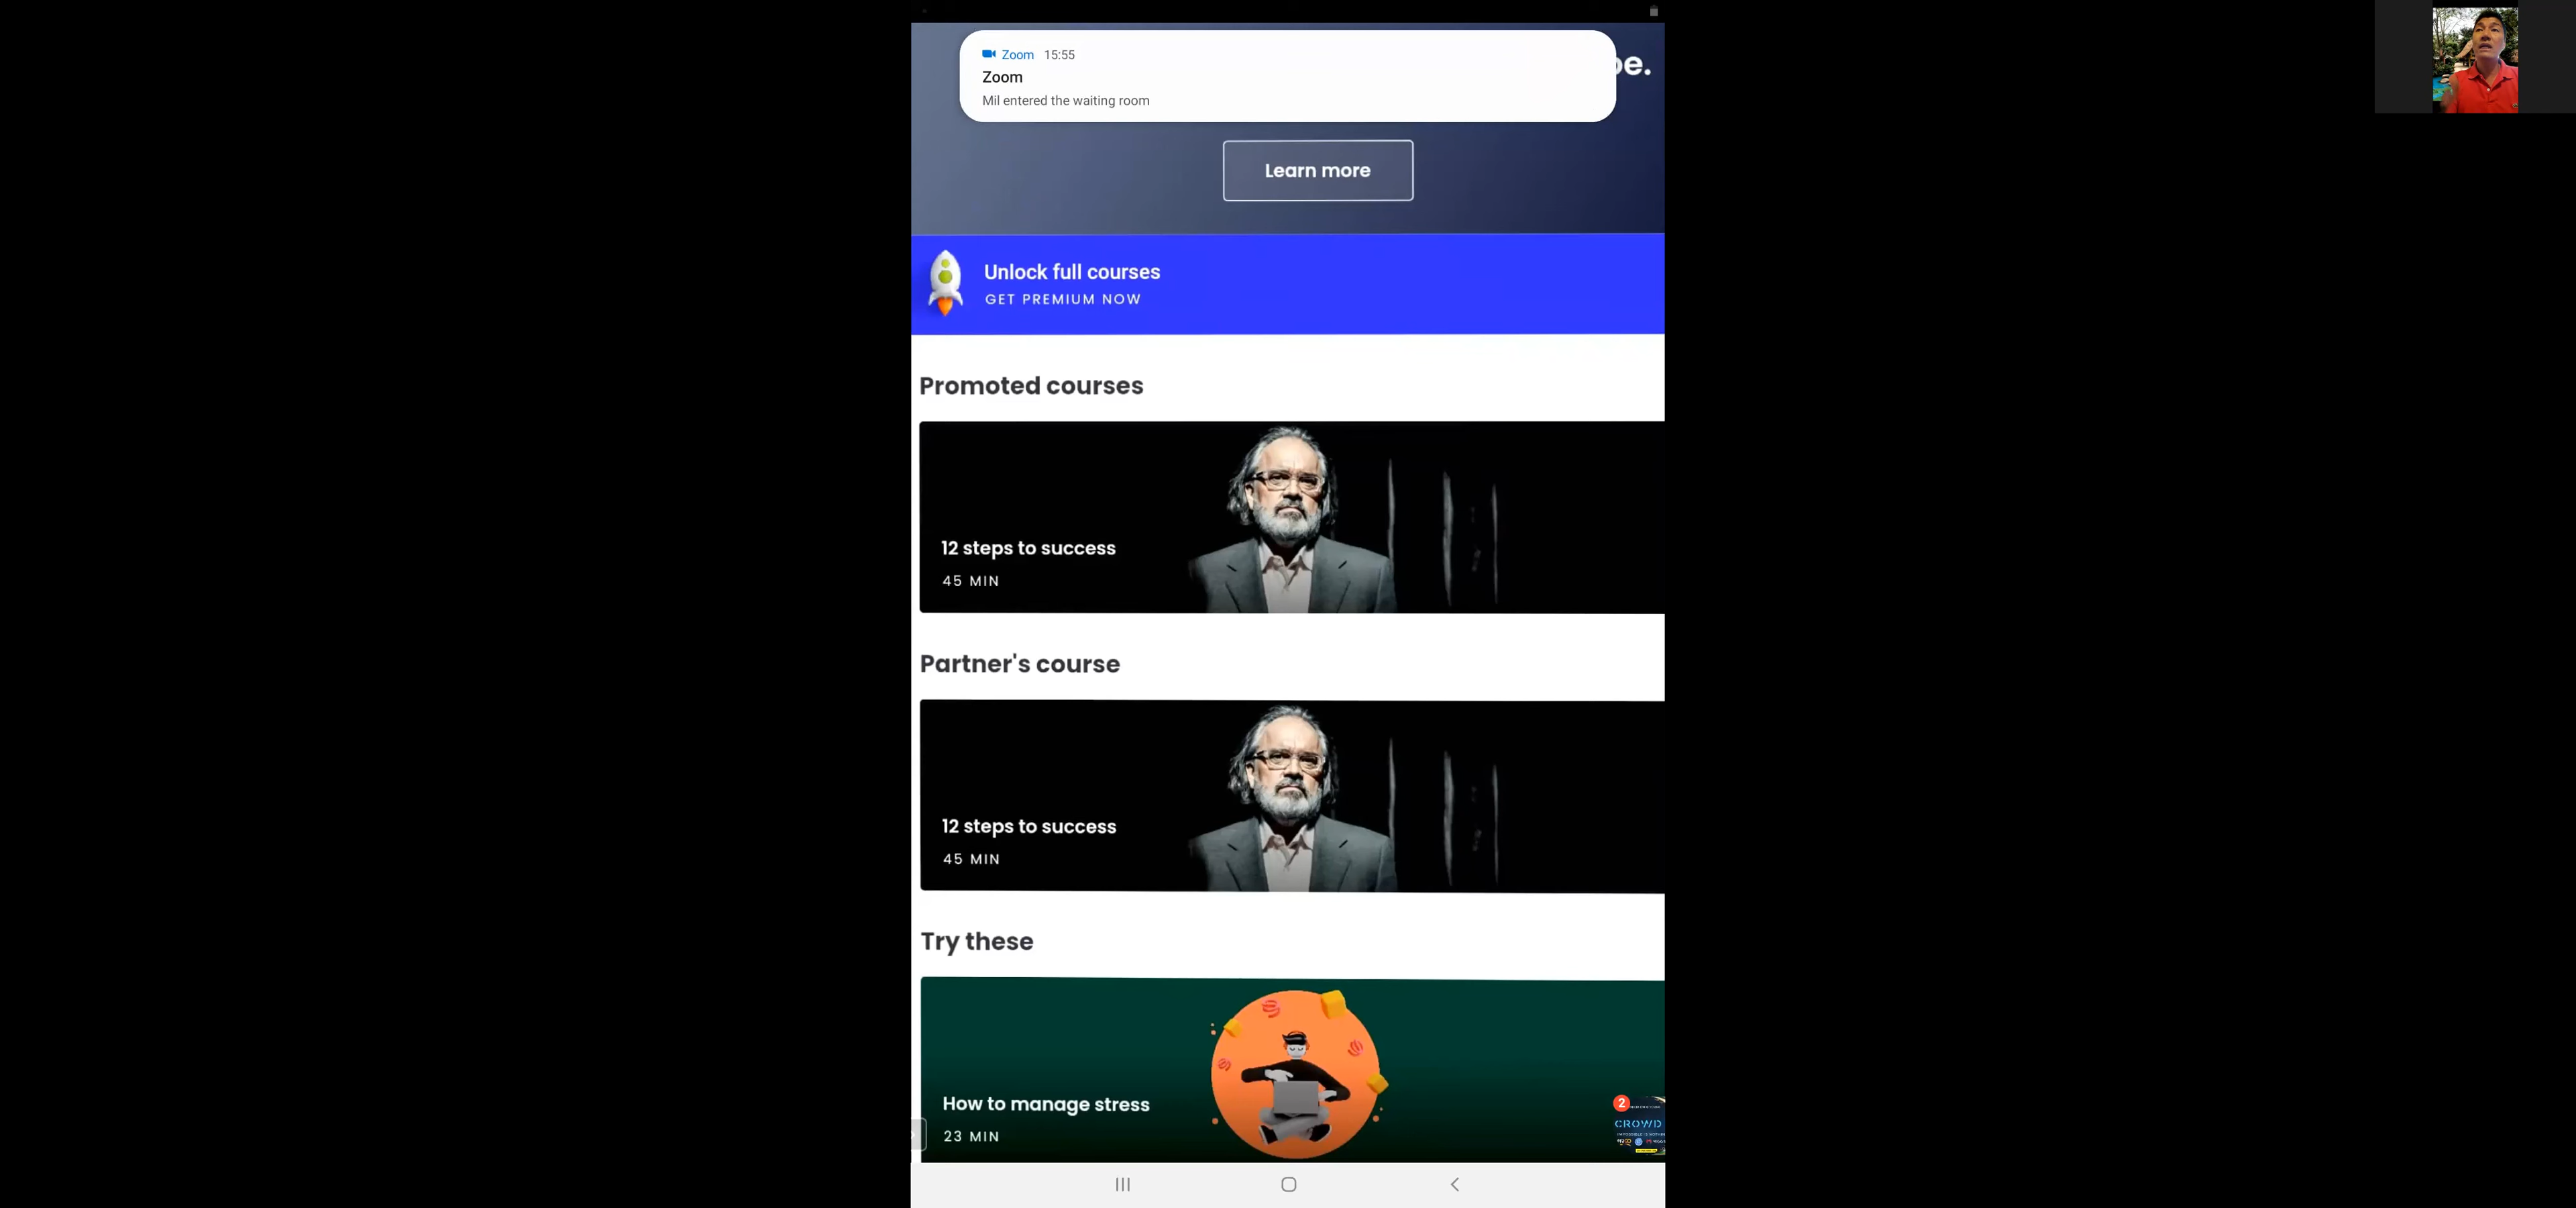 Zoom 15:55
Zoom
Mil entered the waiting room
Learn more
Unlock full courses
GET PREMIUM NOW
Promoted courses
12 steps to success
45 MIN
Partner's course
12 steps to success
45 MIN
Try these
How to manage stress
23 MIN
2
CROWD